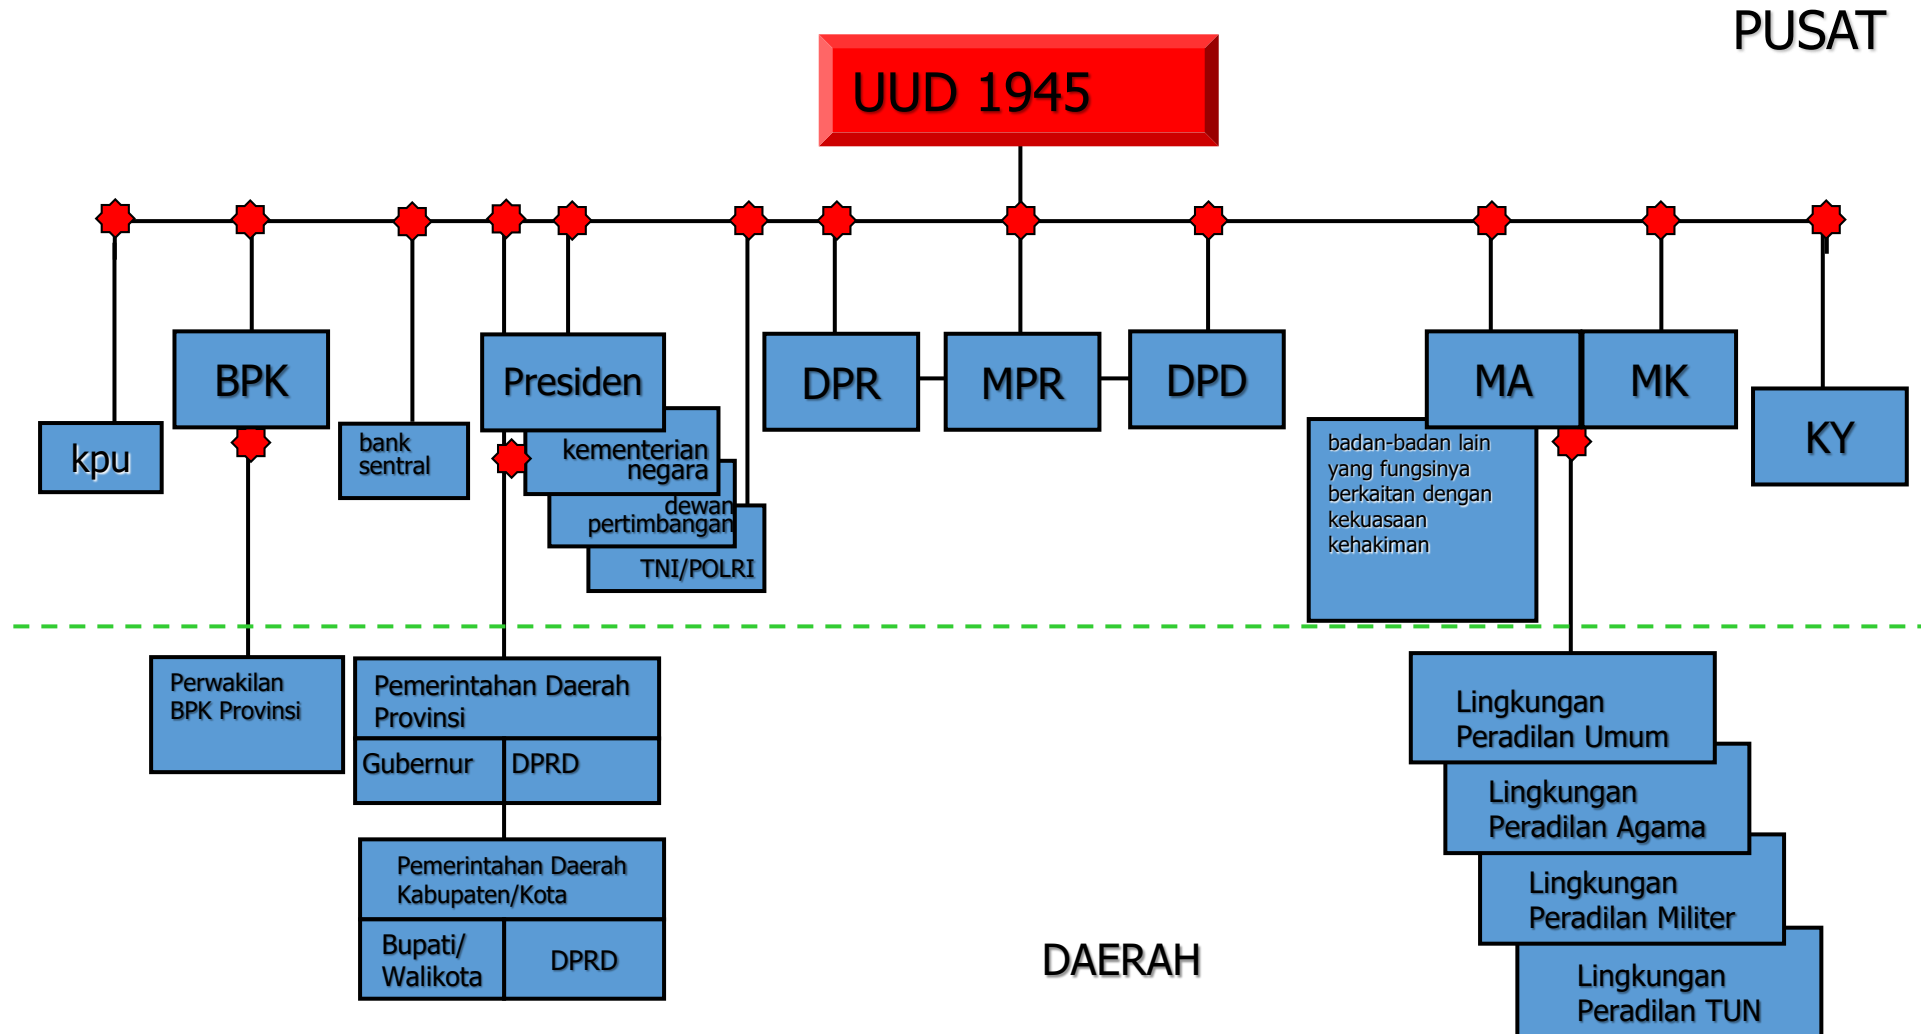 PUSAT
UUD 1945
BPK
Presiden
DPR
MPR
DPD
MA
MK
KY
kpu
bank
sentral
kementerian
negara
dewan
pertimbangan
TNI/POLRI
badan-badan lain
yang fungsinya
berkaitan dengan
kekuasaan
kehakiman
Perwakilan
BPK Provinsi
Pemerintahan Daerah
Provinsi
Gubernur
DPRD
Pemerintahan Daerah
Kabupaten/Kota
Bupati/
Walikota
DPRD
DAERAH
Lingkungan
Peradilan Umum
Lingkungan
Peradilan Agama
Lingkungan
Peradilan Militer
Lingkungan
Peradilan TUN